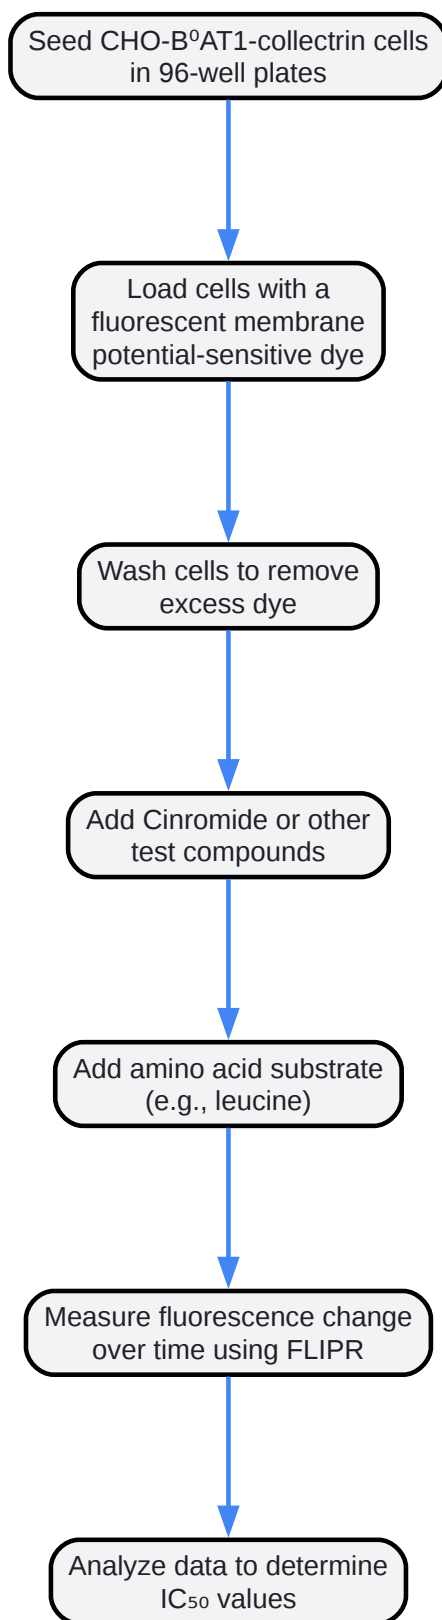 Seed CHO-B⁰AT1-collectrin cells
in 96-well plates
Load cells with a
fluorescent membrane
potential-sensitive dye
Wash cells to remove
excess dye
Add Cinromide or other
test compounds
Add amino acid substrate
(e.g., leucine)
Measure fluorescence change
over time using FLIPR
Analyze data to determine
IC₅₀ values